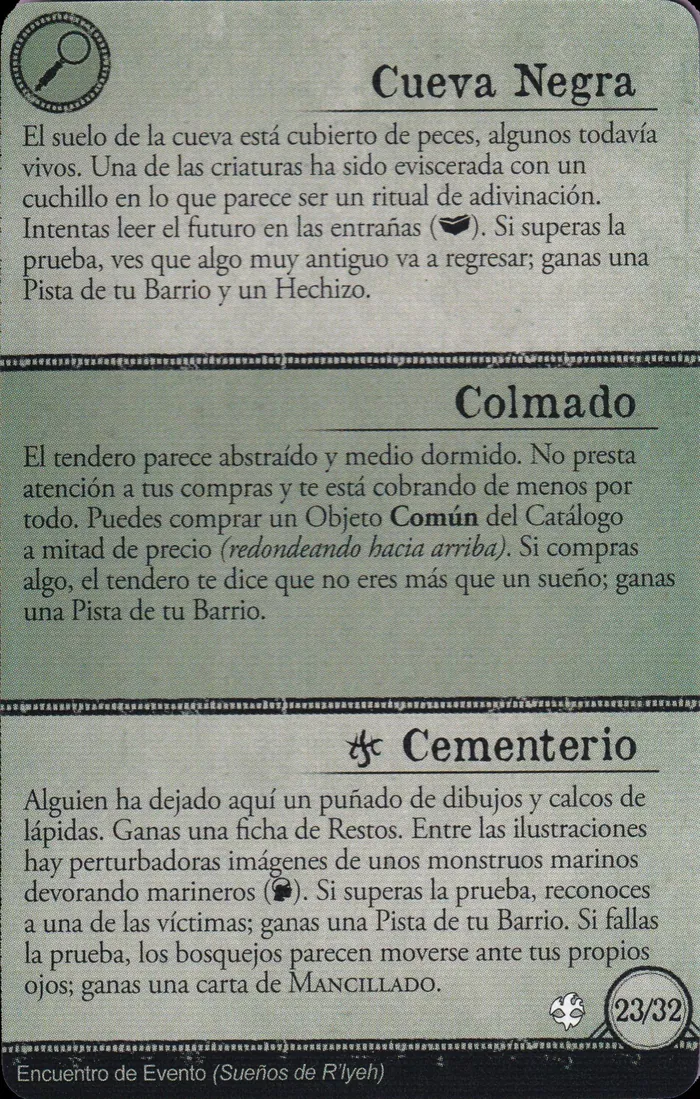 Cueva Negra
El suelo de la cueva está cubierto de peces, algunos todavía
vivos. Una de las criaturas ha sido eviscerada con un
cuchillo en lo que parece ser un ritual de adivinación.
Intentas leer el futuro en las entrañas (). Si superas la
prueba, ves que algo muy antiguo va a regresar; ganas una
Pista de tu Barrio y un Hechizo.
Colmado
El tendero parece abstraído y medio dormido. No presta
atención a tus compras y te está cobrando de menos por
todo. Puedes comprar un Objeto Común del Catálogo
a mitad de precio (redondeando hacia arriba). Si compras
algo, el tendero te dice que no eres más que un sueño; ganas
una Pista de tu Barrio.
Cementerio
Alguien ha dejado aquí un puñado de dibujos y calcos de
lápidas. Ganas una ficha de Restos. Entre las ilustraciones
hay perturbadoras imágenes de unos monstruos marinos
devorando marineros (). Si superas la prueba, reconoces
a una de las víctimas; ganas una Pista de tu Barrio. Si fallas
la prueba, los bosquejos parecen moverse ante tus propios
ojos; ganas una carta de MANCILLADO.
23/32
Encuentro de Evento (Sueños de R'lyeh)